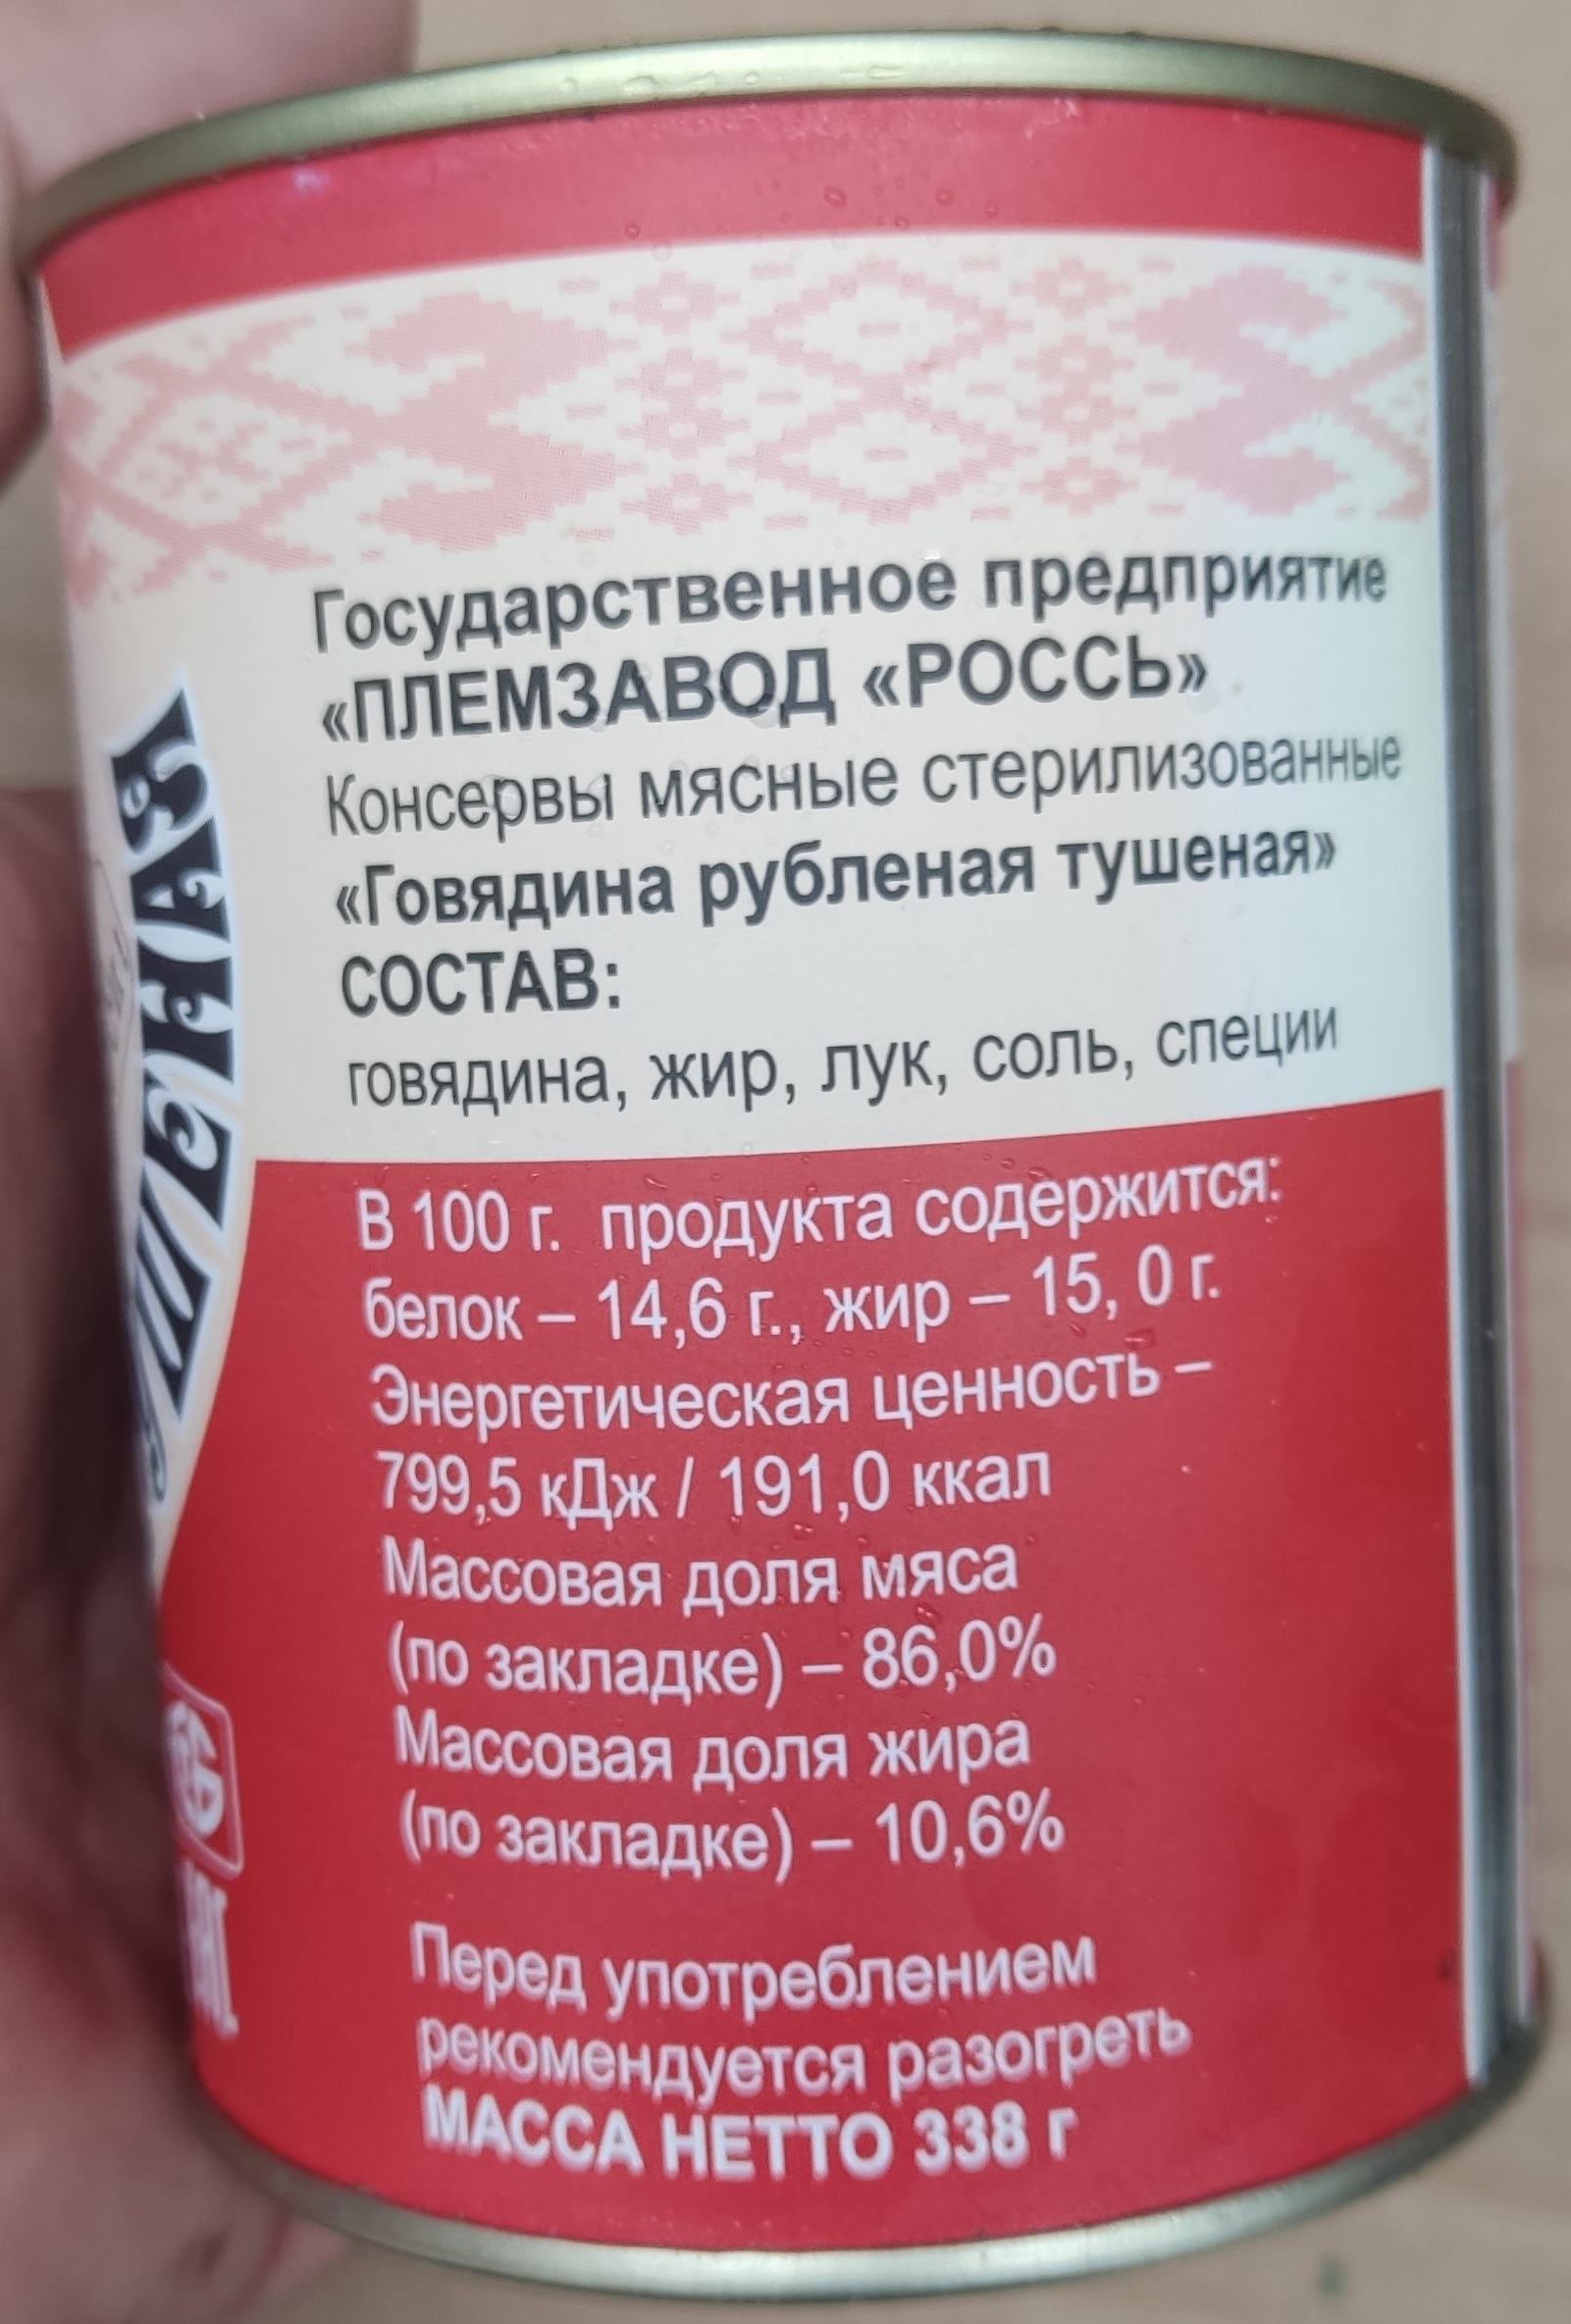 Государственное предприятие
«ПЛЕМЗАВОД «РОССЬ»
Консервы мясные стерилизованные
«Говядина рубленая тушеная»
СОСТАВ:
говядина, жир, лук, соль, специи
В 100 г. продукта содержится:
белок – 14,6 г., жир – 15, 0 г.
Энергетическая ценность –
799,5 кДж / 191,0 ккал
Массовая доля мяса
(по закладке) – 86,0%
Массовая доля жира
(по закладке) – 10,6%
Перед употреблением
рекомендуется разогреть
МАССА НЕТТО 338 г